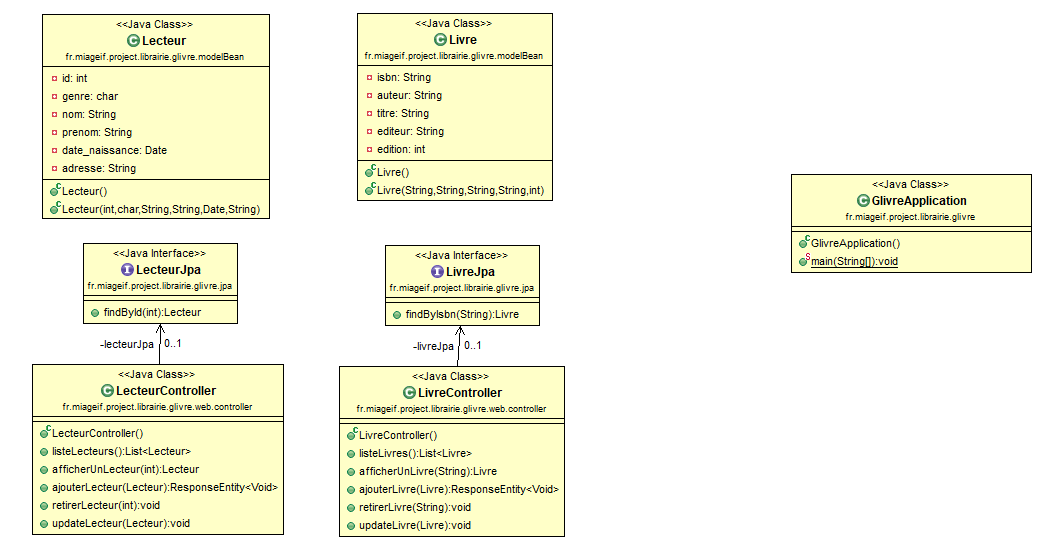 <<Java Class>>
Lecteur
fr.miageif.project.librairie.glivre.modelBean
id: int
genre: char
nom: String
prenom: String
date_naissance: Date
adresse: String
Lecteur()
Lecteur(int,char,String,String,Date,String)
<<Java Class>>
Livre
fr.miageif.project.librairie.glivre.modelBean
isbn: String
auteur: String
titre: String
editeur: String
edition: int
Livre()
Livre(String,String,String,String,int)
<<Java Class>>
GlivreApplication
fr.miageif.project.librairie.glivre
GlivreApplication()
main(String[]):void
<<Java Interface>>
LecteurJpa
fr.miageif.project.librairie.glivre.jpa
findById(int):Lecteur
<<Java Interface>>
LivreJpa
fr.miageif.project.librairie.glivre.jpa
findByIsbn(String):Livre
-lecteurJpa 0..1
-livreJpa 0..1
<<Java Class>>
LecteurController
fr.miageif.project.librairie.glivre.web.controller
LecteurController()
listeLecteurs():List<Lecteur>
afficherUnLecteur(int):Lecteur
ajouterLecteur(Lecteur):ResponseEntity<Void>
retirerLecteur(int):void
updateLecteur(Lecteur):void
<<Java Class>>
LivreController
fr.miageif.project.librairie.glivre.web.controller
LivreController()
listeLivres():List<Livre>
afficherUnLivre(String):Livre
ajouterLivre(Livre):ResponseEntity<Void>
retirerLivre(String):void
updateLivre(Livre):void